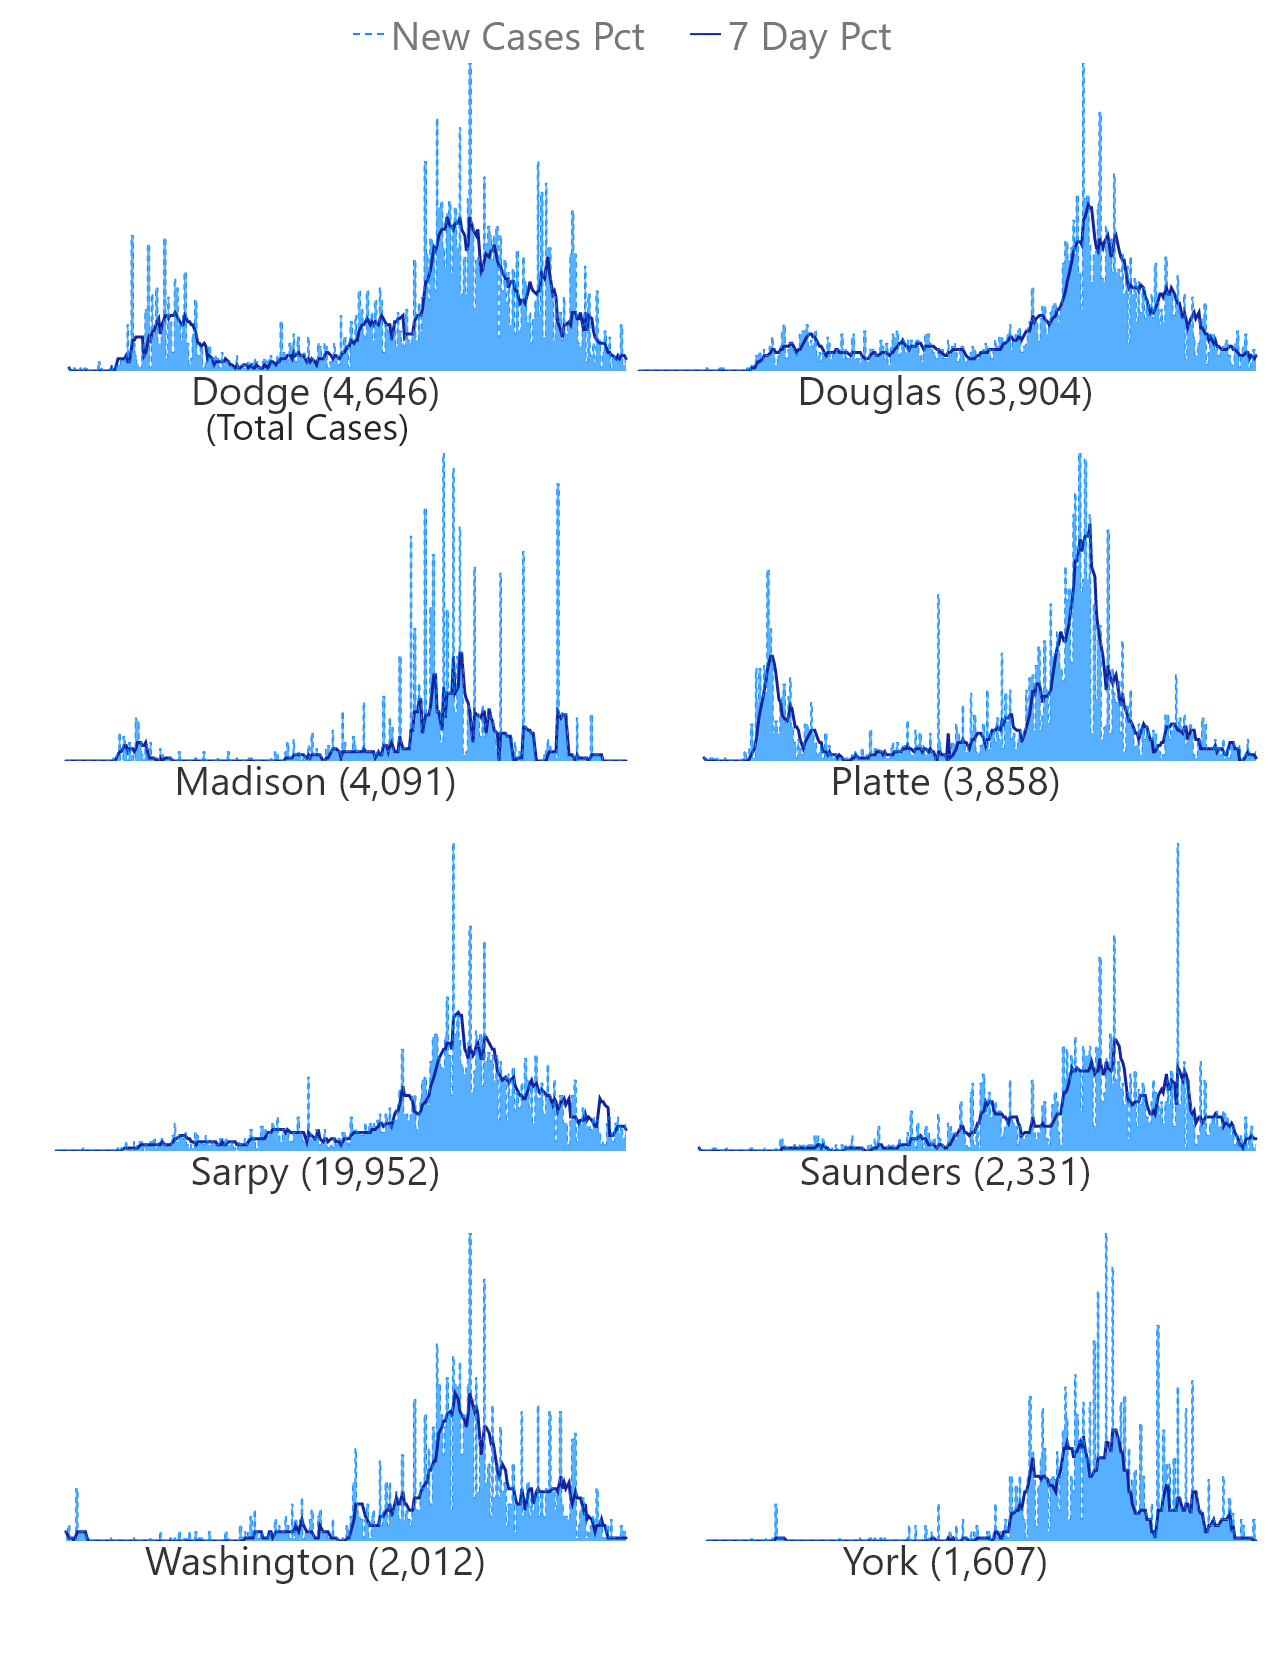 New Cases Pct 7 Day Pct
Dodge (4,646)
(Total Cases)
Douglas (63,904)
Madison (4,091)
Platte (3,858)
Sarpy (19,952)
Saunders (2,331)
Washington (2,012)
York (1,607)